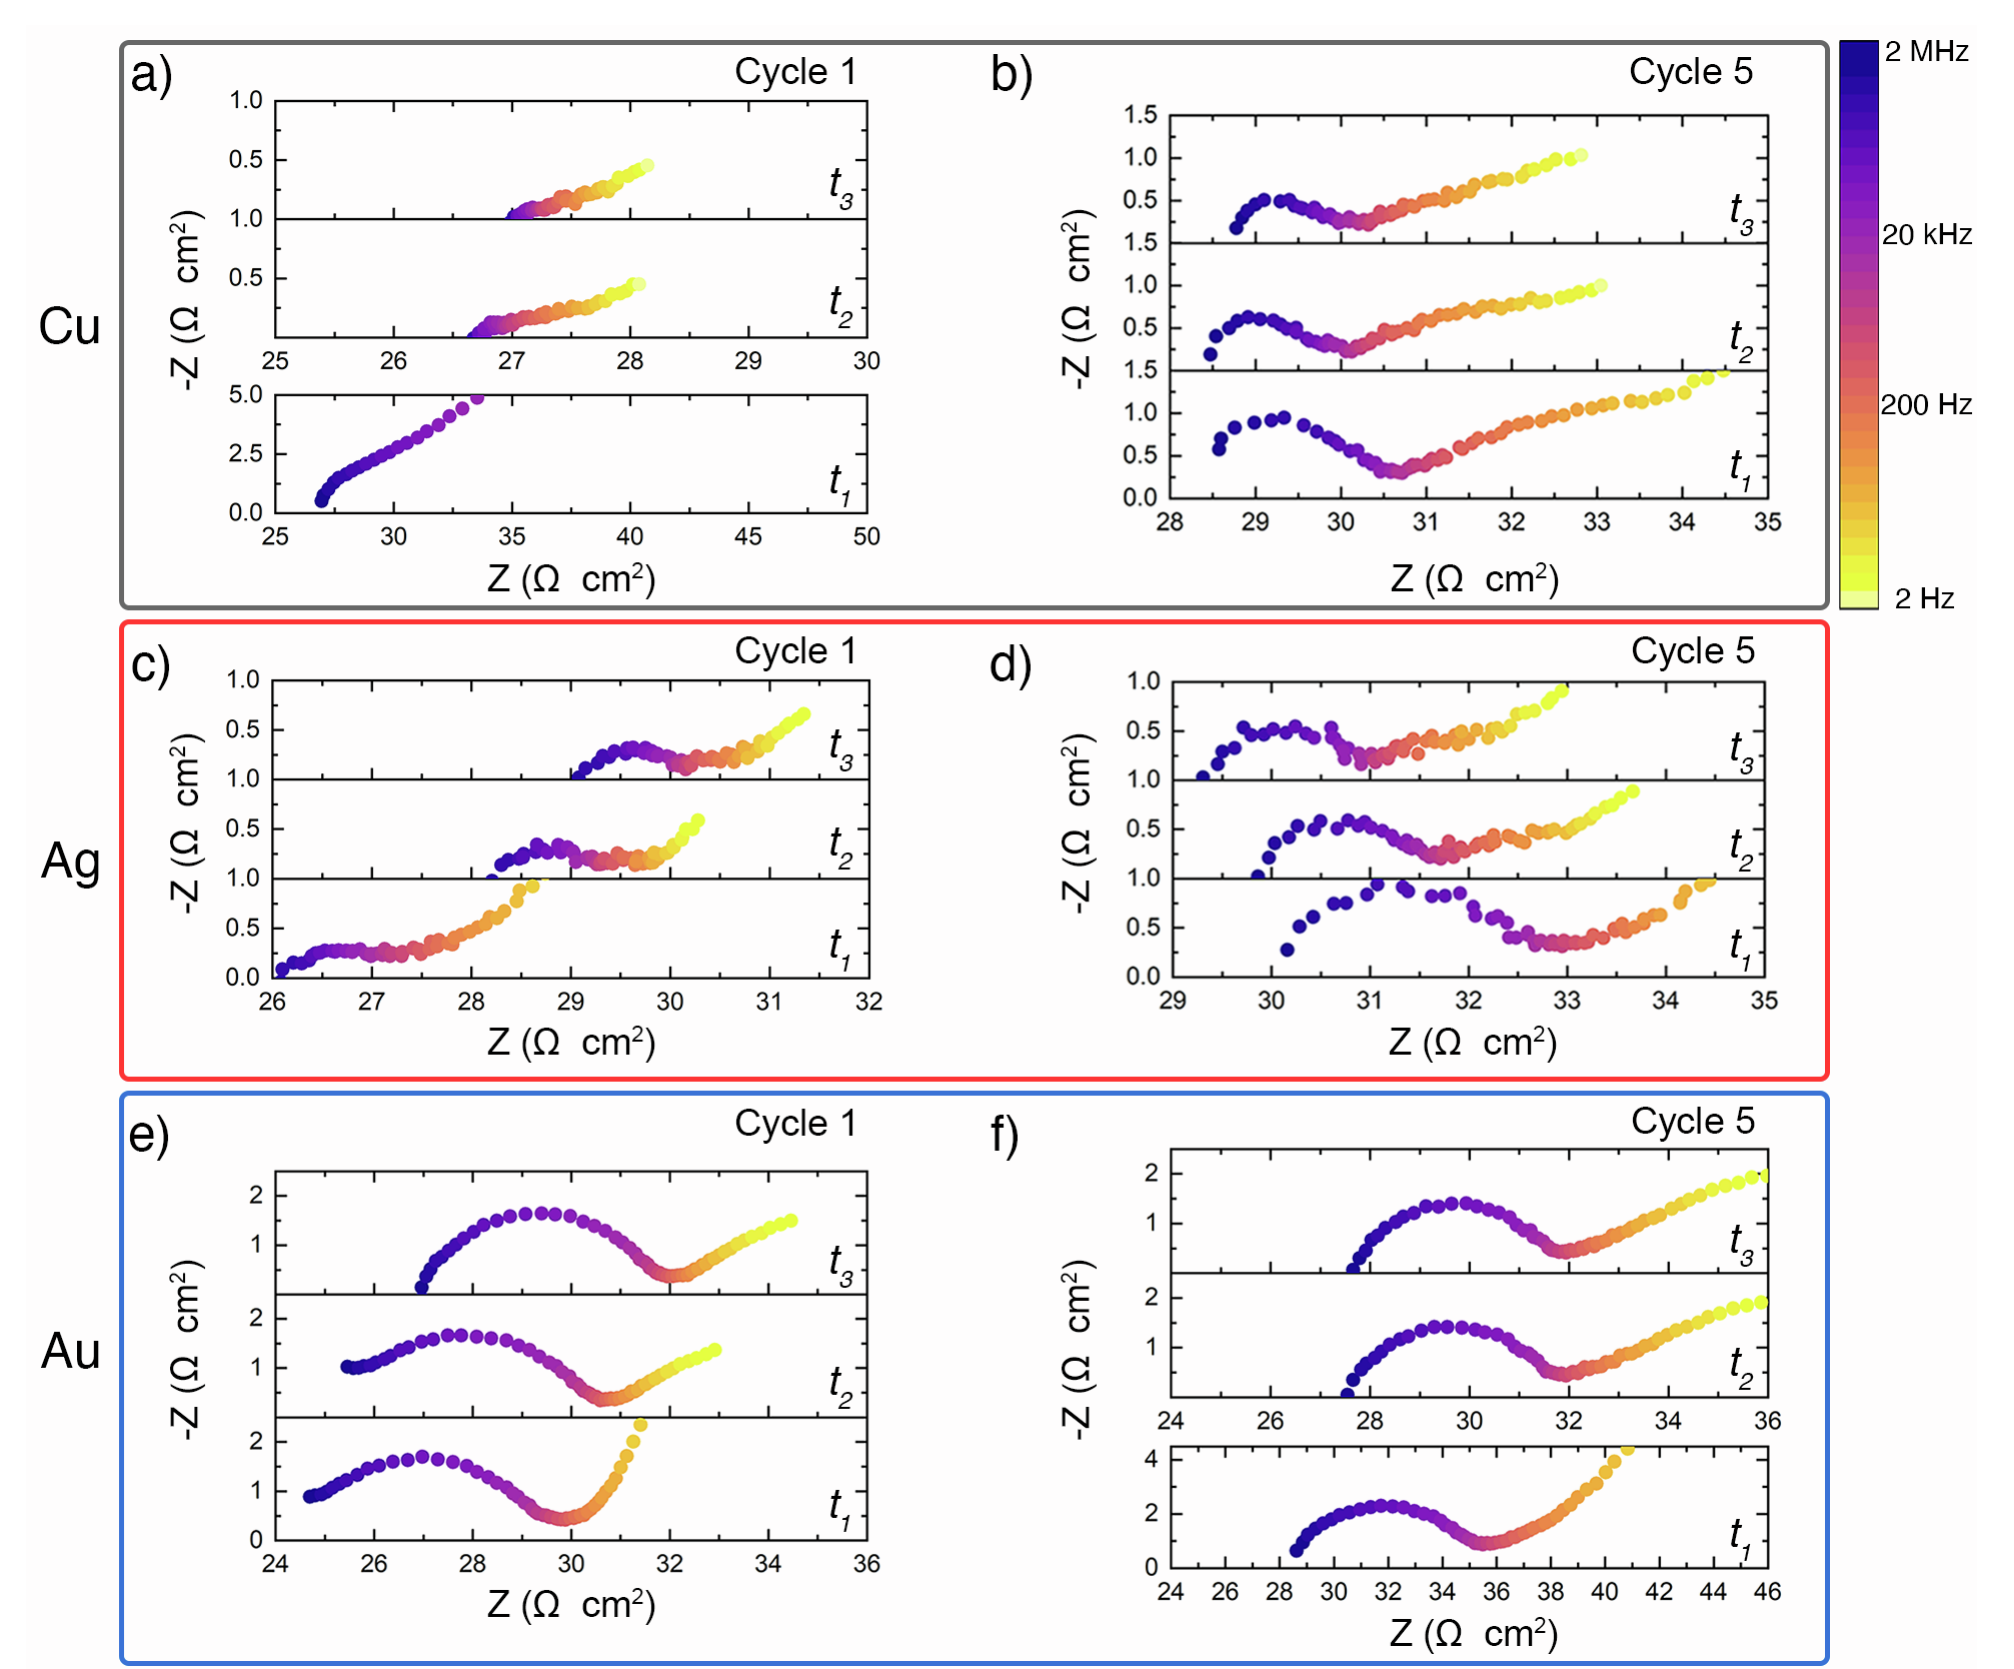 a) Cycle 1
1.0
0.5
t3
1.0
0.5
t2
25 26 27 28 29 30
5.0
2.5
t1
0.0
25 30 35 40 45 50
-Z (Ω cm²)
Z (Ω cm²)
b) Cycle 5
1.5
1.0
0.5
t3
1.5
1.0
0.5
t2
1.5
1.0
0.5
t1
0.0
28 29 30 31 32 33 34 35
-Z (Ω cm²)
Z (Ω cm²)
Cu
2 MHz
20 kHz
200 Hz
2 Hz
c) Cycle 1
1.0
0.5
t3
1.0
0.5
t2
1.0
0.5
t1
0.0
26 27 28 29 30 31 32
-Z (Ω cm²)
Z (Ω cm²)
d) Cycle 5
1.0
0.5
t3
1.0
0.5
t2
1.0
0.5
t1
0.0
29 30 31 32 33 34 35
-Z (Ω cm²)
Z (Ω cm²)
Ag
e) Cycle 1
2
1
t3
2
1
t2
2
1
t1
0
24 26 28 30 32 34 36
-Z (Ω cm²)
Z (Ω cm²)
f) Cycle 5
2
1
t3
2
1
t2
24 26 28 30 32 34 36
4
2
t1
0
24 26 28 30 32 34 36 38 40 42 44 46
-Z (Ω cm²)
Z (Ω cm²)
Au